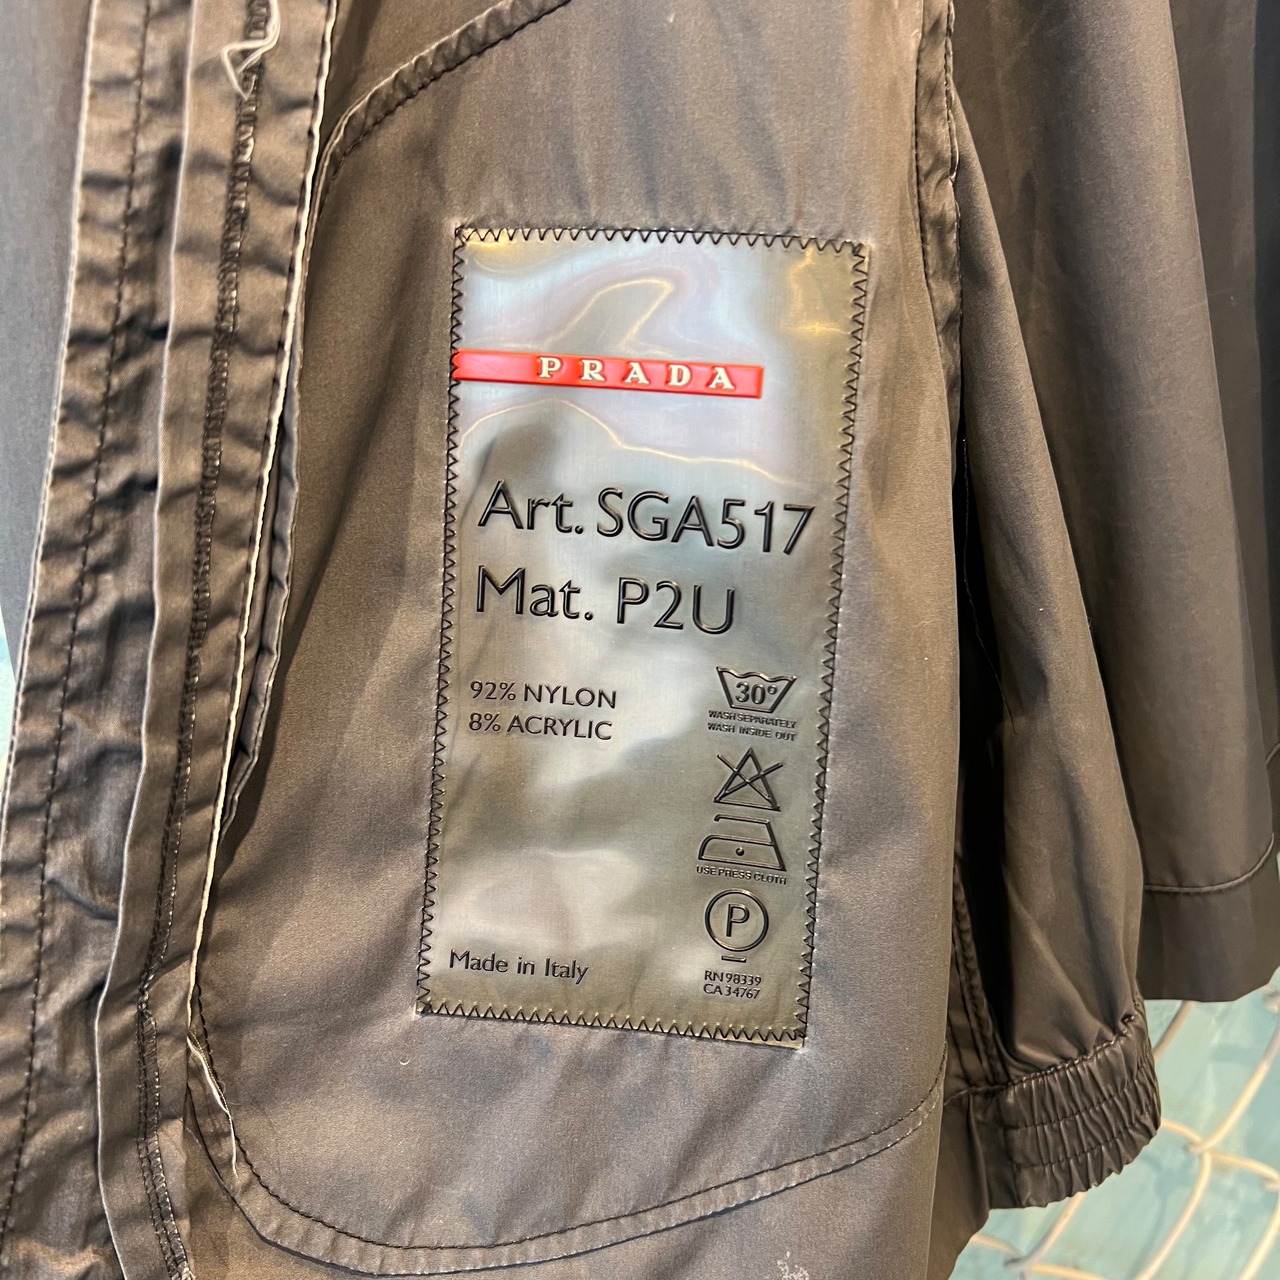 PRADA
Art. SGA517
Mat. P2U
92% NYLON
8% ACRYLIC
30°
WASH SEPARATELY
WASH INSIDE OUT
USE PRESS CLOTH
P
Made in Italy
RN 98339
CA 34767